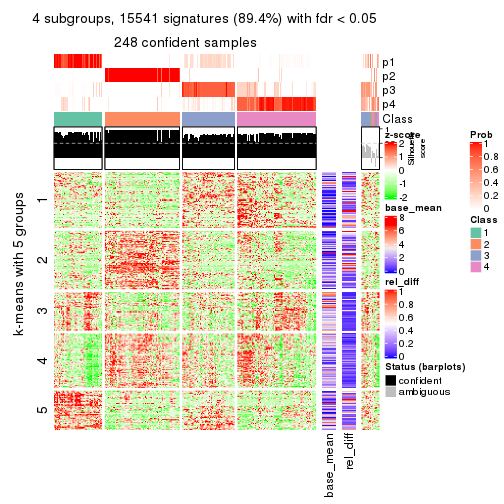 4 subgroups, 15541 signatures (89.4%) with fdr < 0.05
248 confident samples
p1
p2
p3
p4
Class
1
Silhouette
score
z-score
2
1
0
-1
-2
base_mean
8
6
4
2
0
rel_diff
1
0.8
0.6
0.4
0.2
0
Status (barplots)
confident
ambiguous
Prob
1
0.8
0.6
0.4
0.2
0
Class
1
2
3
4
k-means with 5 groups
1
2
3
4
5
base_mean
rel_diff